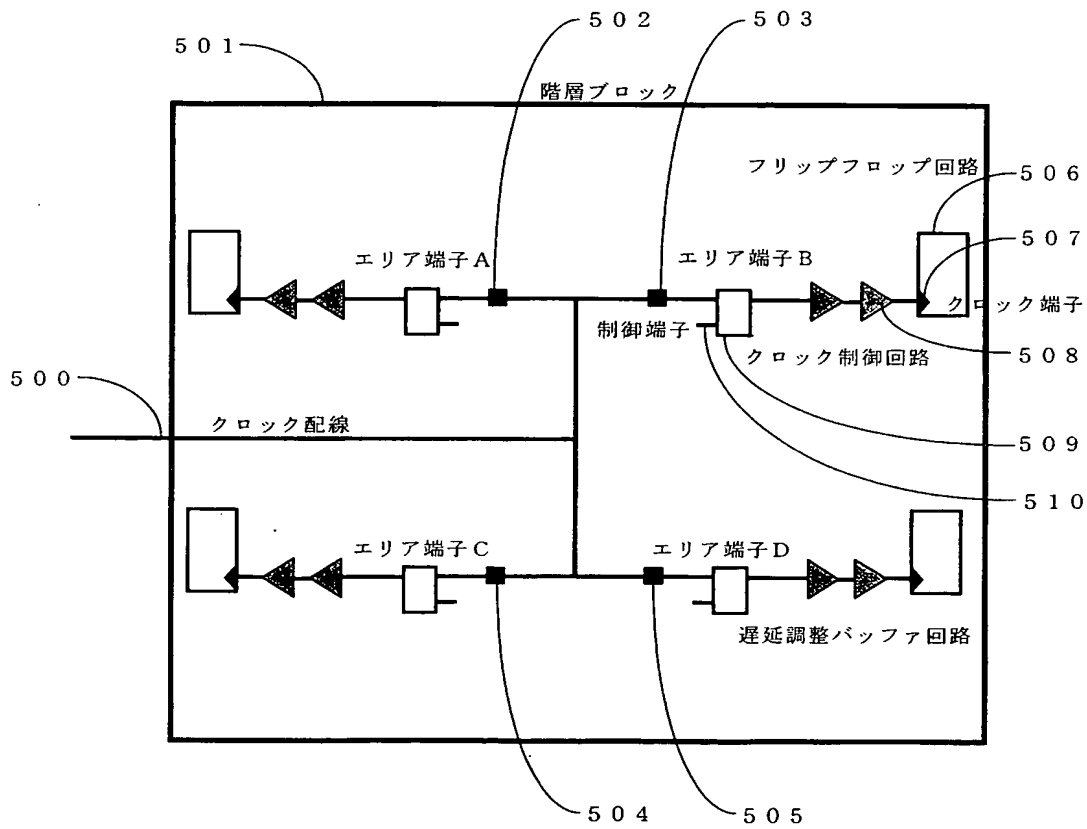 ５０２
５０３
５０１
階層ブロック
フリップフロップ回路
５０６
５０７
エリア端子A
エリア端子B
クロック端子
制御端子
クロック制御回路
５０８
５００
クロック配線
５０９
５１０
エリア端子C
エリア端子D
遅延調整バッファ回路
５０４
５０５